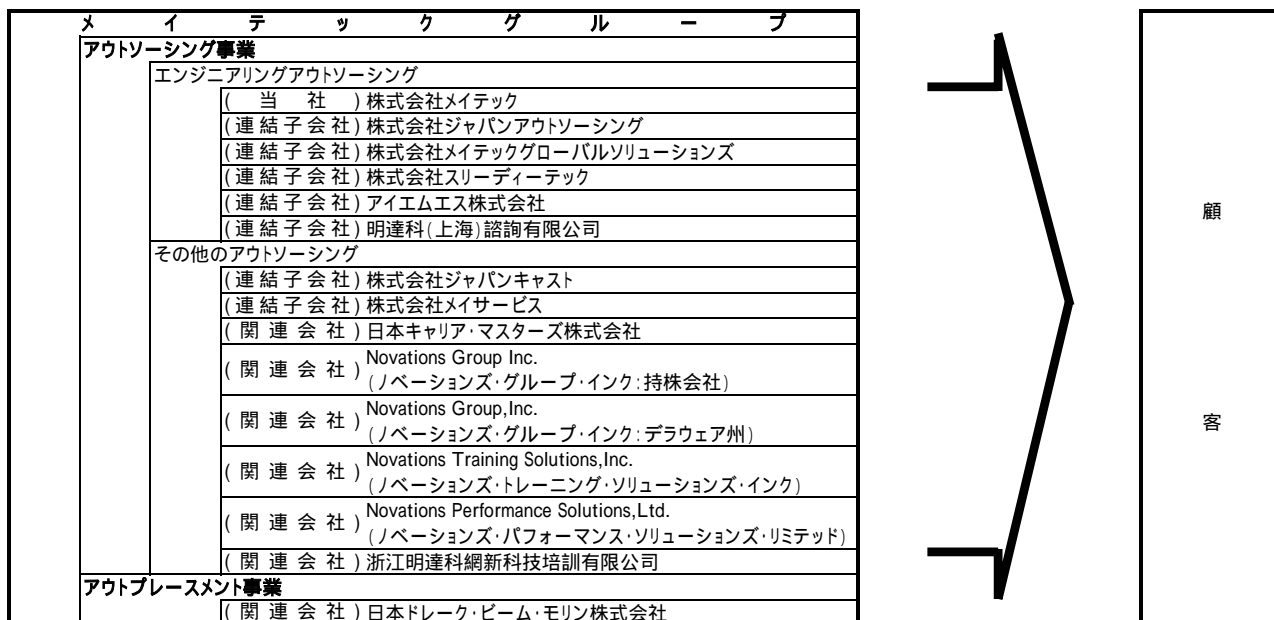 メイテックグループ
アウトソーシング事業
エンジニアリングアウトソーシング
(当社)株式会社メイテック
(連結子会社)株式会社ジャパンアウトソーシング
(連結子会社)株式会社メイテックグローバルソリューションズ
(連結子会社)株式会社スリーディーテック
(連結子会社)アイエムエス株式会社
(連結子会社)明達科(上海)諮詢有限公司
その他のアウトソーシング
(連結子会社)株式会社ジャパンキャスト
(連結子会社)株式会社メイサービス
(関連会社)日本キャリア・マスターズ株式会社
(関連会社)Novations Group Inc.
(ノベーションズ・グループ・インク:持株会社)
(関連会社)Novations Group,Inc.
(ノベーションズ・グループ・インク:デラウェア州)
(関連会社)Novations Training Solutions,Inc.
(ノベーションズ・トレーニング・ソリューションズ・インク)
(関連会社)Novations Performance Solutions,Ltd.
(ノベーションズ・パフォーマンス・ソリューションズ・リミテッド)
(関連会社)浙江明達科網新科技培訓有限公司
アウトプレースメント事業
(関連会社)日本ドレーク・ビーム・モリン株式会社
顧
客